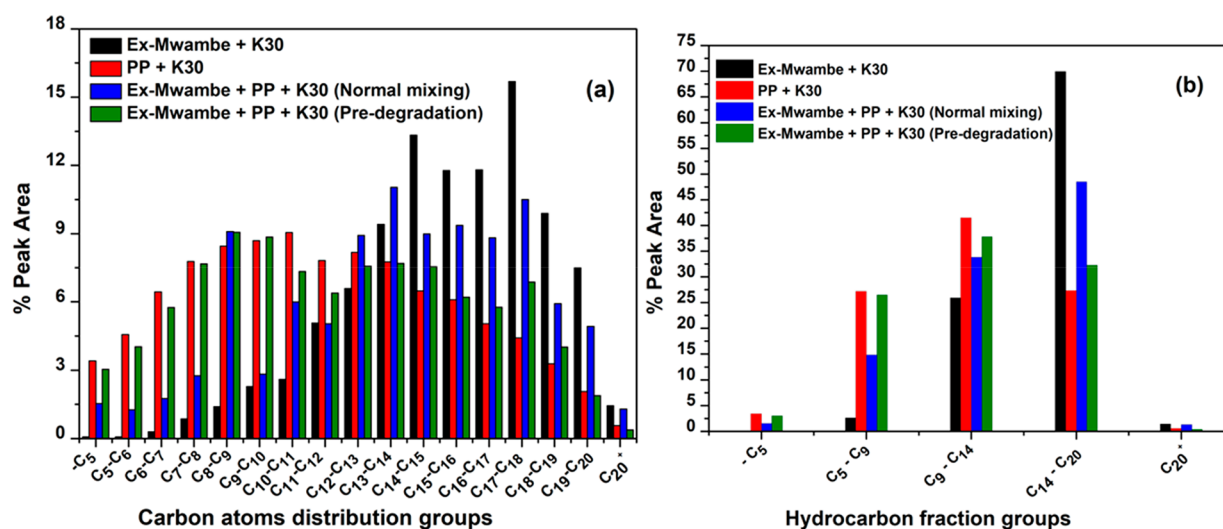 18
15
12
9
6
3
0
% Peak Area
Ex-Mwambe + K30
PP + K30
Ex-Mwambe + PP + K30 (Normal mixing)
Ex-Mwambe + PP + K30 (Pre-degradation)
(a)
-C5
C5-C6
C6-C7
C7-C8
C8-C9
C9-C10
C10-C11
C11-C12
C12-C13
C13-C14
C14-C15
C15-C16
C16-C17
C17-C18
C18-C19
C19-C20
C20+
Carbon atoms distribution groups
75
70
65
60
55
50
45
40
35
30
25
20
15
10
5
0
% Peak Area
Ex-Mwambe + K30
PP + K30
Ex-Mwambe + PP + K30 (Normal mixing)
Ex-Mwambe + PP + K30 (Pre-degradation)
(b)
- C5
C5 - C9
C9 - C14
C14 - C20
C20+
Hydrocarbon fraction groups